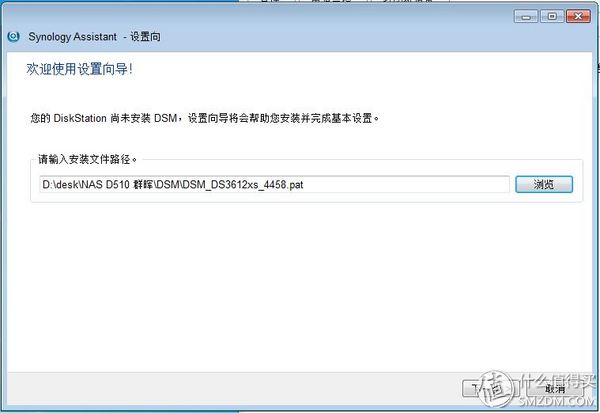 Synology Assistant - 设置向
欢迎使用设置向导!
您的 DiskStation 尚未安装 DSM，设置向导将会帮助您安装并完成基本设置。
请输入安装文件路径。
D:\desk\NAS D510 群晖\DSM\DSM_DS3612xs_4458.pat
浏览
取消
值 什么值得买
SMZDM.COM